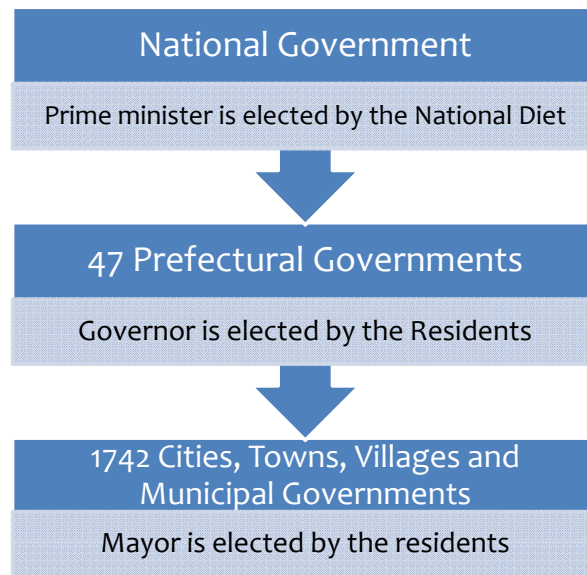 National Government
Prime minister is elected by the National Diet
47 Prefectural Governments
Governor is elected by the Residents
1742 Cities, Towns, Villages and
Municipal Governments
Mayor is elected by the residents